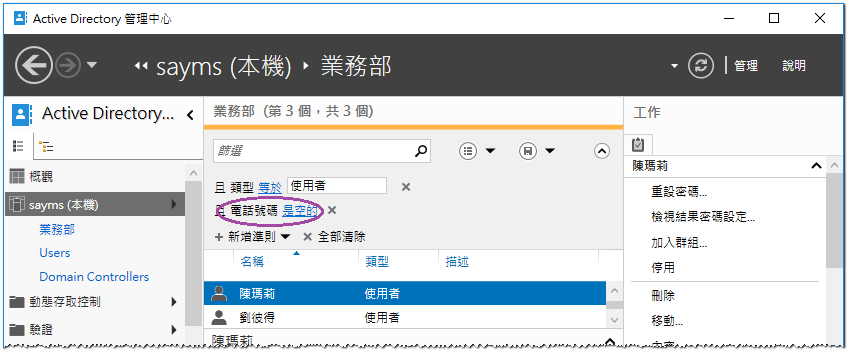 Active Directory 管理中心
sayms (本機) 業務部
管理 說明
Active Directory...
概觀
sayms (本機)
業務部
Users
Domain Controllers
動態存取控制
驗證
業務部 (第 3 個，共 3 個)
篩選
且 類型 等於 使用者
且 電話號碼 是空的
新增準則 全部清除
名稱 類型 描述
陳瑪莉 使用者
劉彼得 使用者
陳瑪莉
工作
陳瑪莉
重設密碼...
檢視結果密碼設定...
加入群組...
停用
刪除
移動...
內容